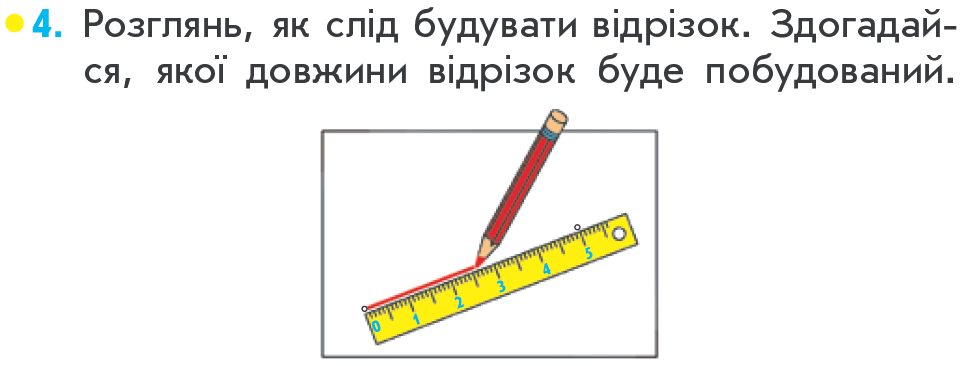 4. Розглянь, як слід будувати відрізок. Здогадай-
ся, якої довжини відрізок буде побудований.
0 1 2 3 4 5